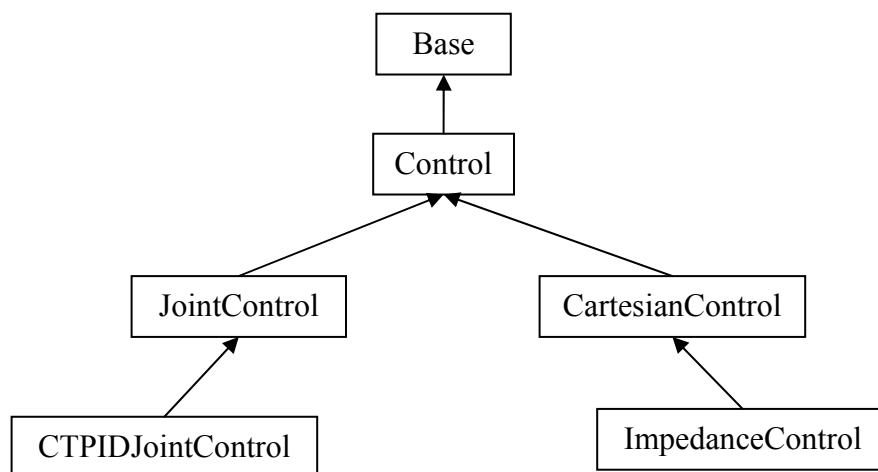 Base
Control
JointControl
CartesianControl
CTPIDJointControl
ImpedanceControl